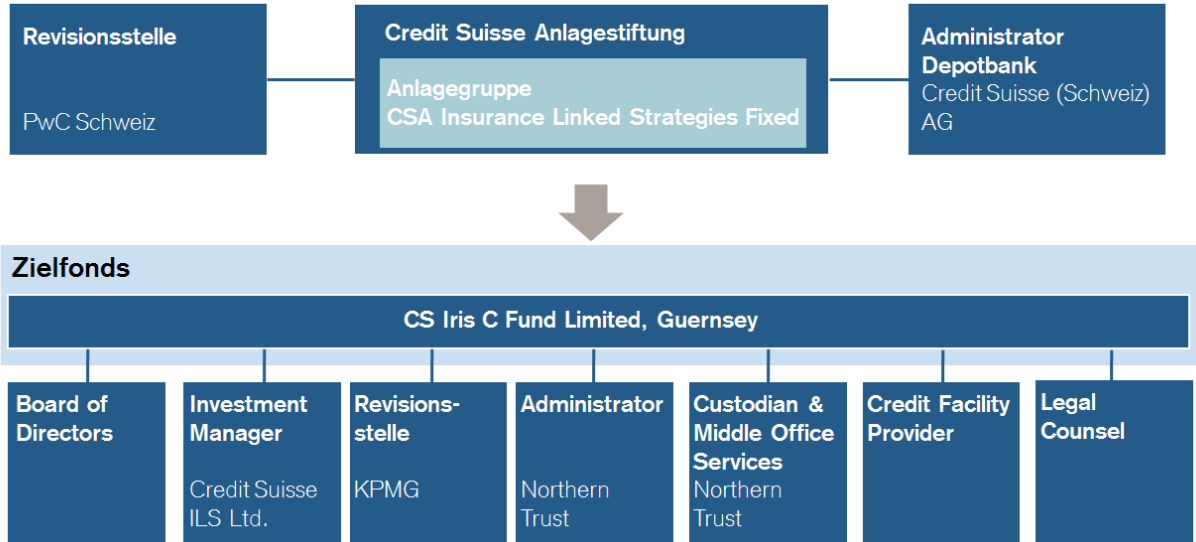 Revisionsstelle
PwC Schweiz
Credit Suisse Anlagestiftung
Anlagegruppe
CSA Insurance Linked Strategies Fixed
Administrator
Depotbank
Credit Suisse (Schweiz)
AG
Zielfonds
CS Iris C Fund Limited, Guernsey
Board of
Directors
Investment
Manager
Credit Suisse
ILS Ltd.
Revisions-
stelle
KPMG
Administrator
Northern
Trust
Custodian &
Middle Office
Services
Northern
Trust
Credit Facility
Provider
Legal
Counsel